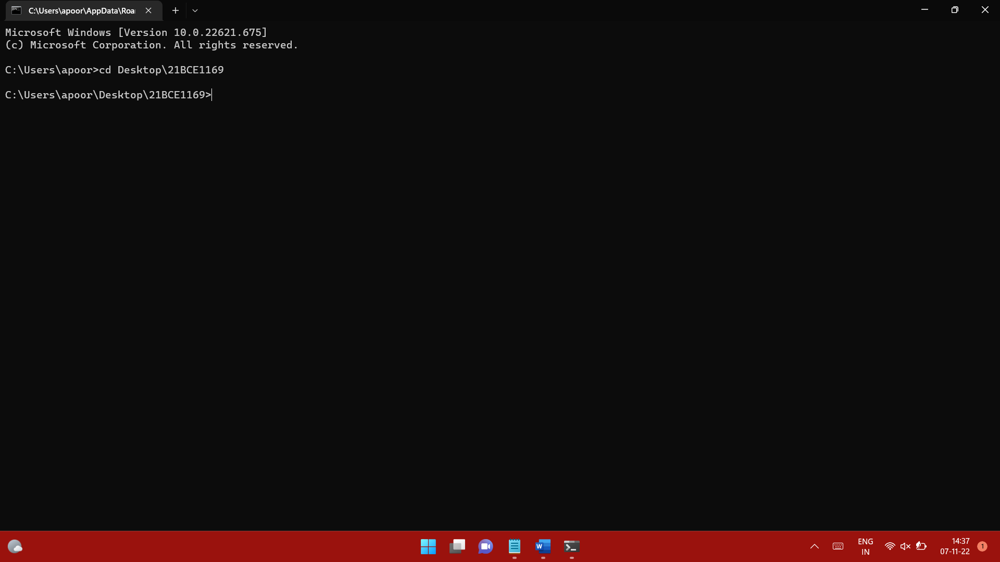 C:\Users\apoor\AppData\Roa
Microsoft Windows [Version 10.0.22621.675]
(c) Microsoft Corporation. All rights reserved.
C:\Users\apoor>cd Desktop\21BCE1169
C:\Users\apoor\Desktop\21BCE1169>
W
ENG
IN
14:37
07-11-22
1